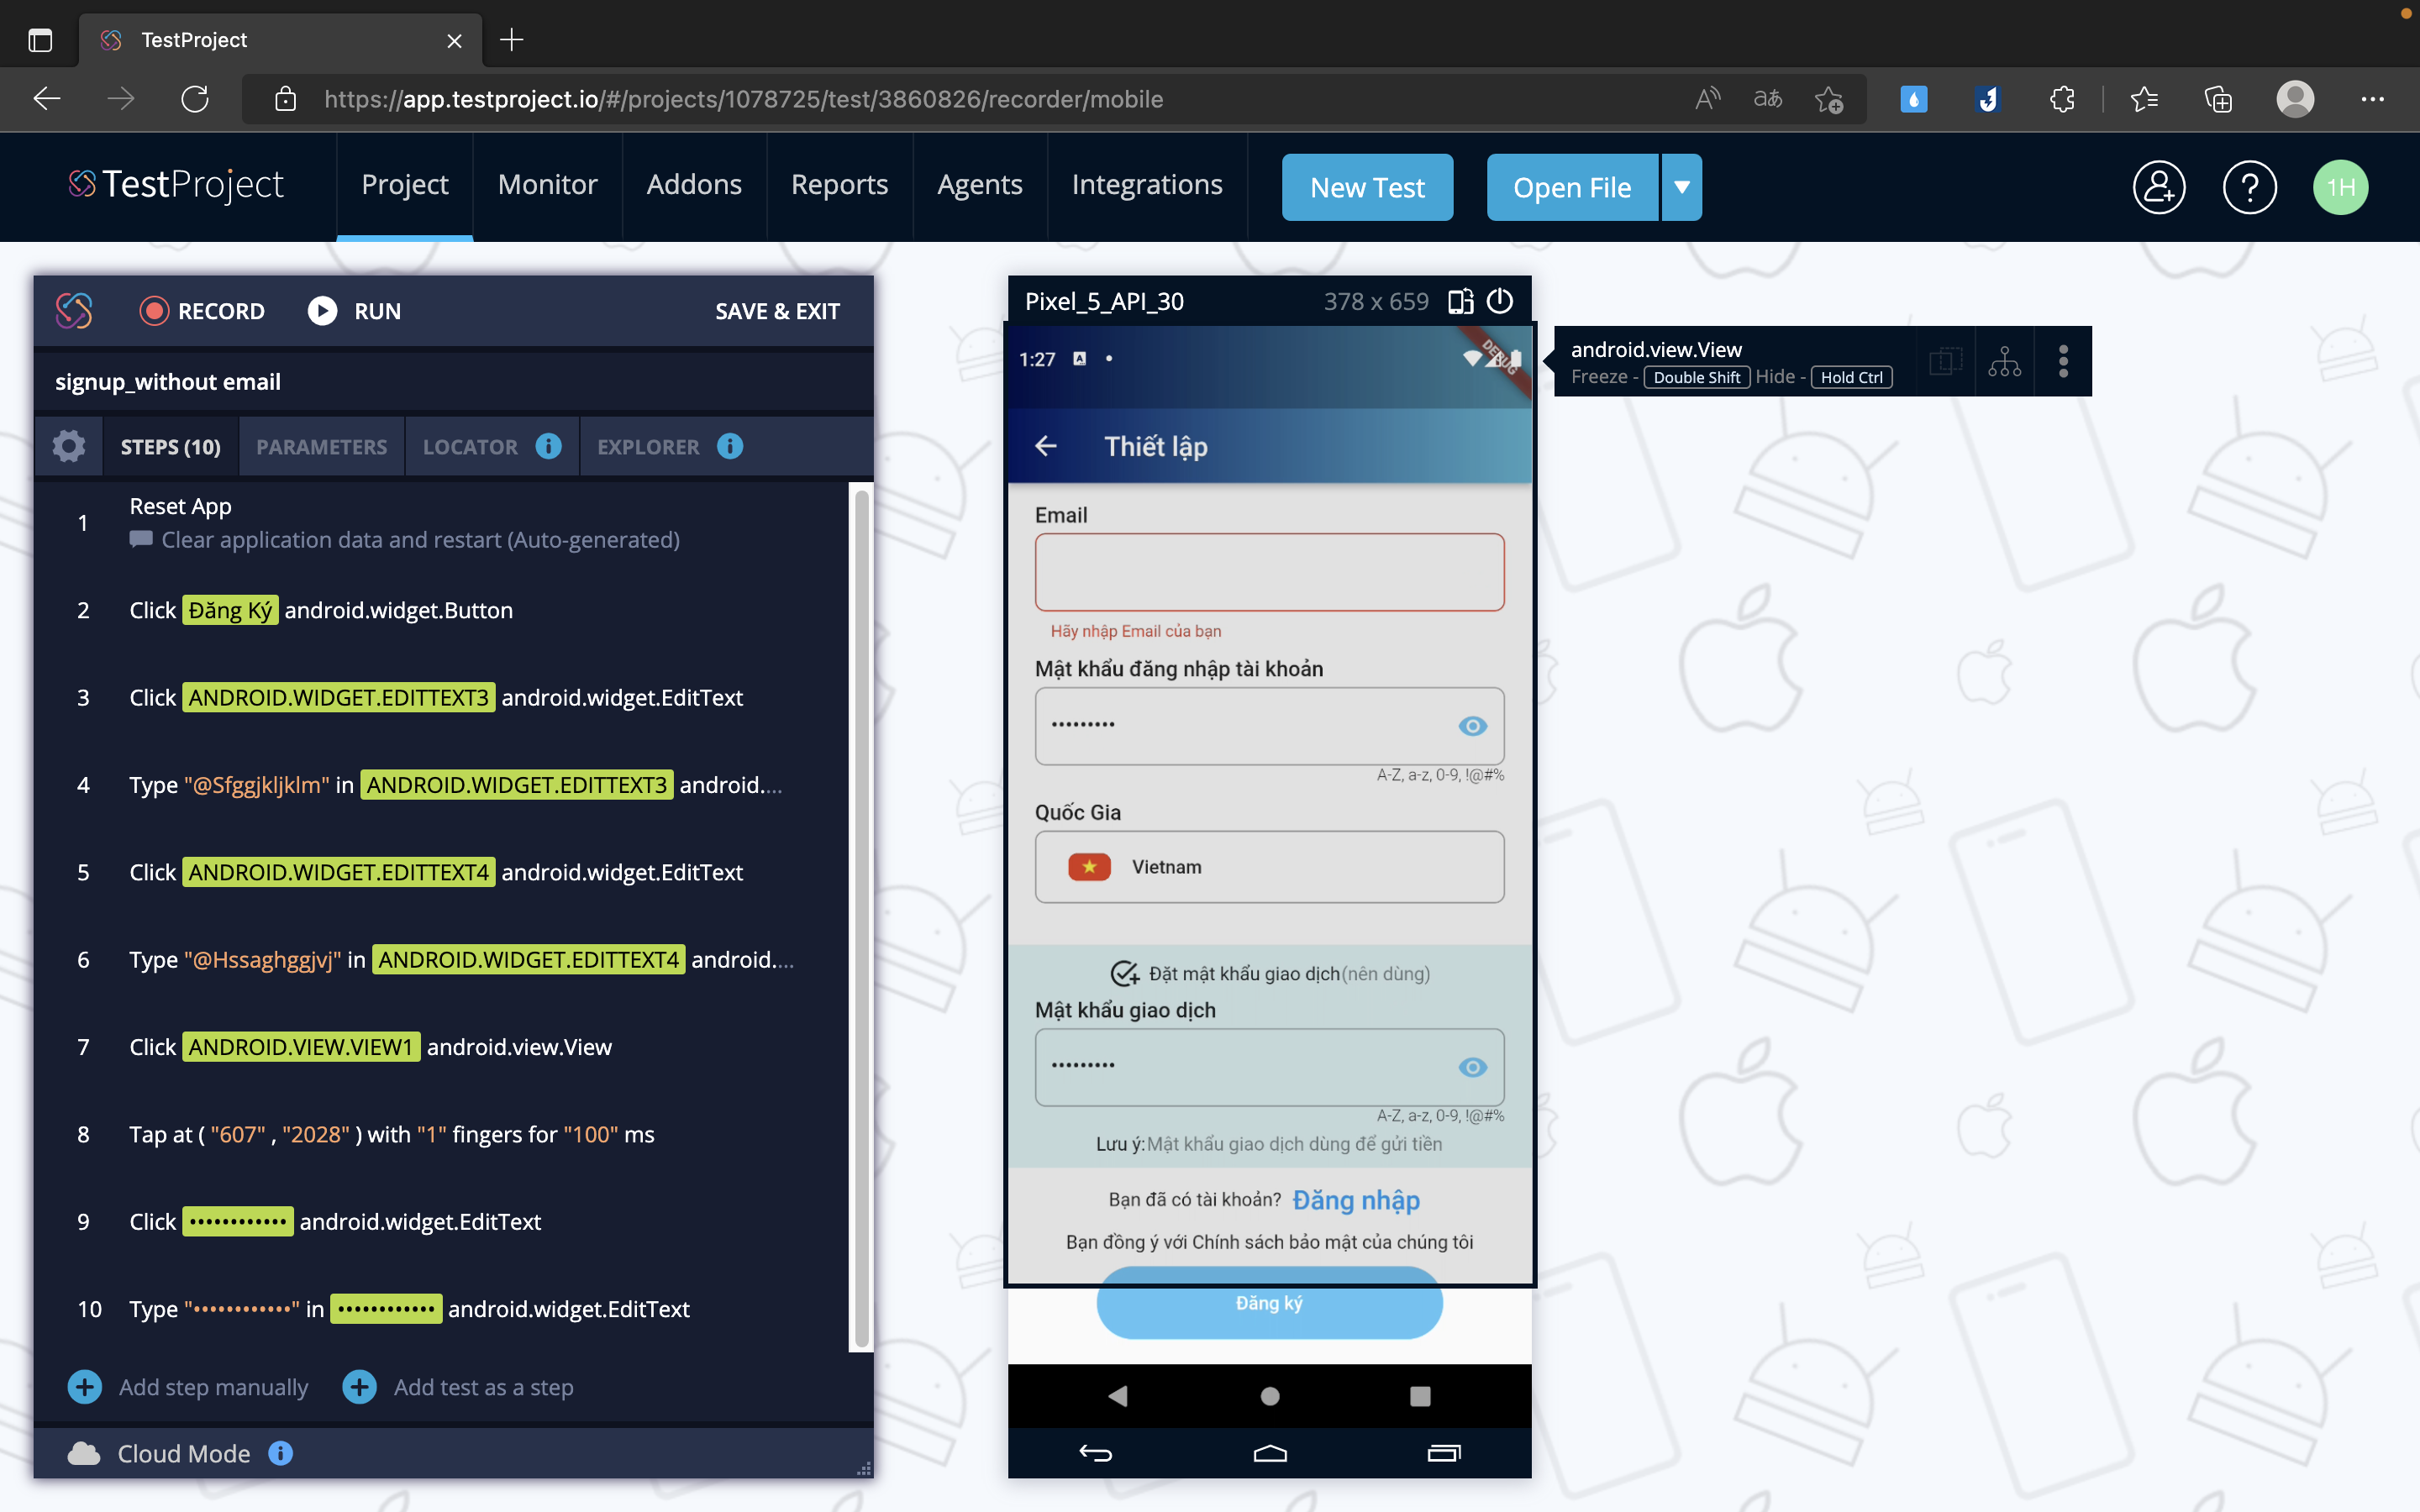 TestProject
https://app.testproject.io/#/projects/1078725/test/3860826/recorder/mobile
TestProject
Project
Monitor
Addons
Reports
Agents
Integrations
New Test
Open File
1H
RECORD
RUN
SAVE & EXIT
signup_without email
STEPS (10)
PARAMETERS
LOCATOR
EXPLORER
1
Reset App
Clear application data and restart (Auto-generated)
2 Click Đăng Ký android.widget.Button
3 Click ANDROID.WIDGET.EDITTEXT3 android.widget.EditText
4 Type "@Sfggjkljklm" in ANDROID.WIDGET.EDITTEXT3 android....
5 Click ANDROID.WIDGET.EDITTEXT4 android.widget.EditText
6 Type "@Hssaghggjvj" in ANDROID.WIDGET.EDITTEXT4 android....
7 Click ANDROID.VIEW.VIEW1 android.view.View
8 Tap at ( "607" , "2028" ) with "1" fingers for "100" ms
9 Click •••••••••••• android.widget.EditText
10 Type "••••••••••••" in •••••••••••• android.widget.EditText
Add step manually
Add test as a step
Cloud Mode
Pixel_5_API_30
378 x 659
1:27
DEBUG
Thiết lập
Email
Hãy nhập Email của bạn
Mật khẩu đăng nhập tài khoản
•••••••••
A-Z, a-z, 0-9, !@#%
Quốc Gia
Vietnam
Đặt mật khẩu giao dịch(nên dùng)
Mật khẩu giao dịch
•••••••••
A-Z, a-z, 0-9, !@#%
Lưu ý:Mật khẩu giao dịch dùng để gửi tiền
Bạn đã có tài khoản? Đăng nhập
Bạn đồng ý với Chính sách bảo mật của chúng tôi
Đăng ký
android.view.View
Freeze - Double Shift Hide - Hold Ctrl